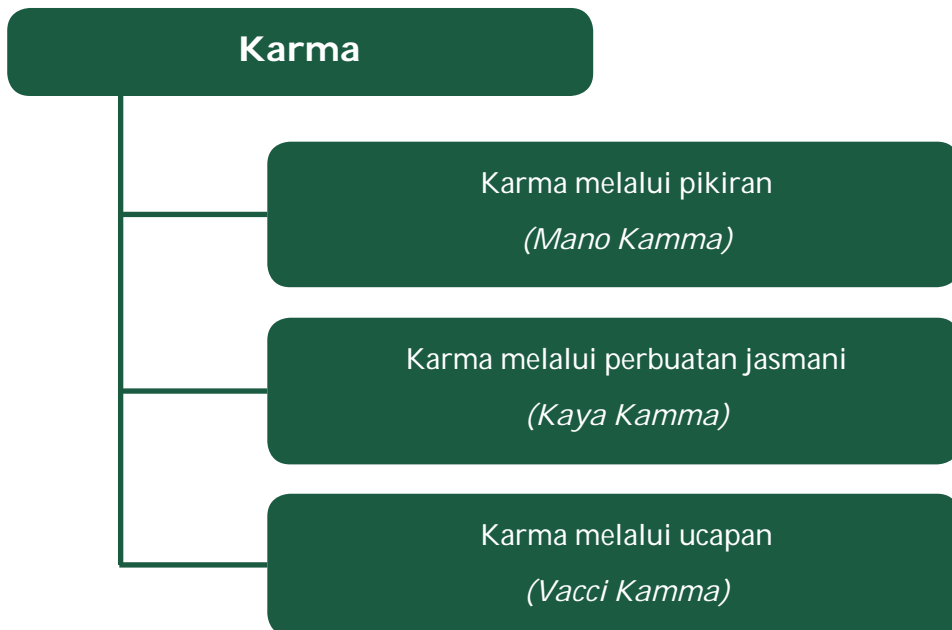 Karma
Karma melalui pikiran
(Mano Kamma)
Karma melalui perbuatan jasmani
(Kaya Kamma)
Karma melalui ucapan
(Vacci Kamma)